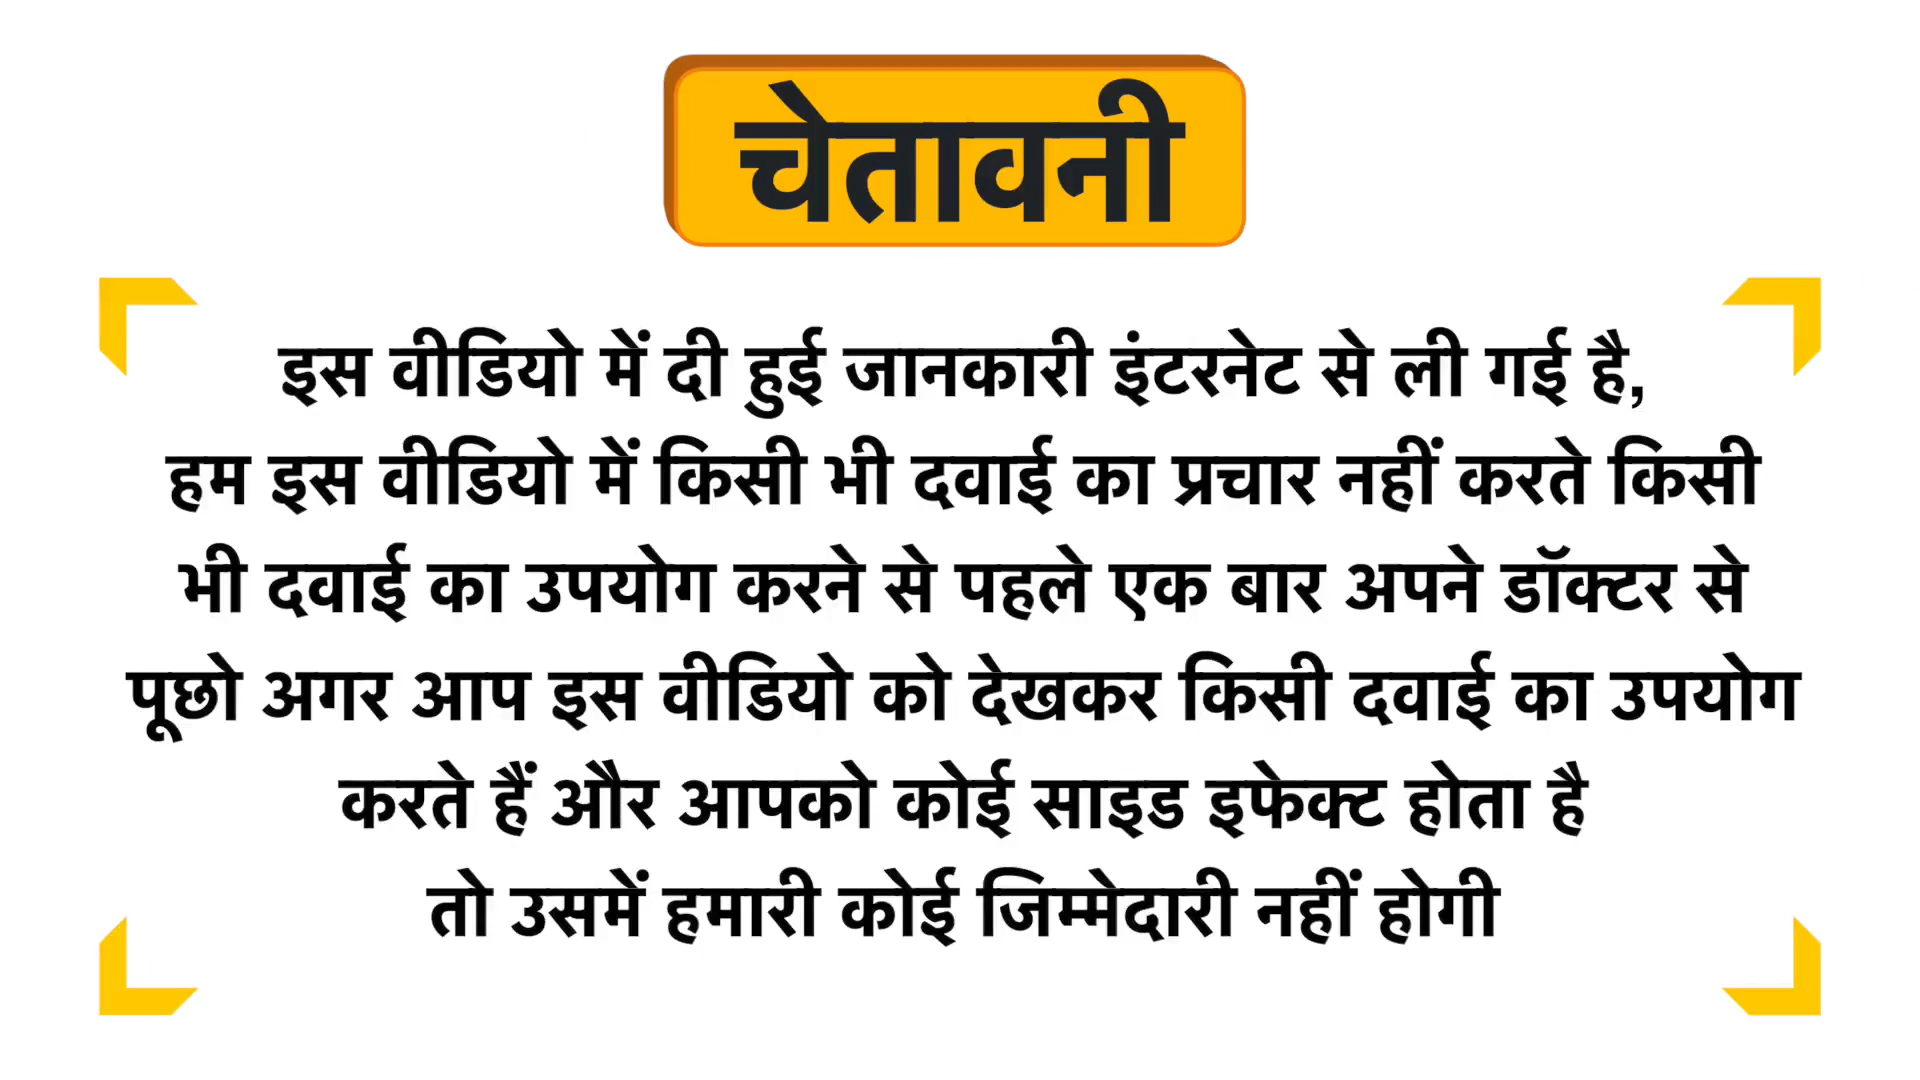 चेतावनी
इस वीडियो में दी हुई जानकारी इंटरनेट से ली गई है,
हम इस वीडियो में किसी भी दवाई का प्रचार नहीं करते किसी
भी दवाई का उपयोग करने से पहले एक बार अपने डॉक्टर से
पूछो अगर आप इस वीडियो को देखकर किसी दवाई का उपयोग
करते हैं और आपको कोई साइड इफेक्ट होता है
तो उसमें हमारी कोई जिम्मेदारी नहीं होगी